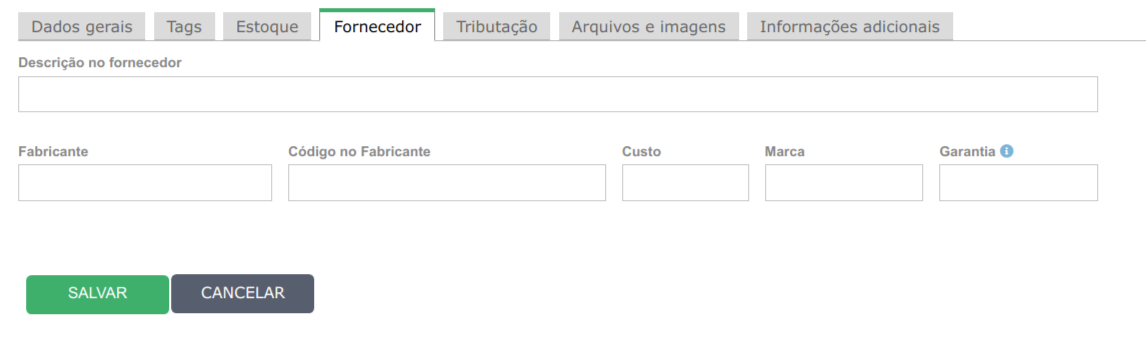 Dados gerais Tags Estoque Fornecedor Tributação Arquivos e imagens Informações adicionais
Descrição no fornecedor
Fabricante Código no Fabricante Custo Marca Garantia i
SALVAR CANCELAR